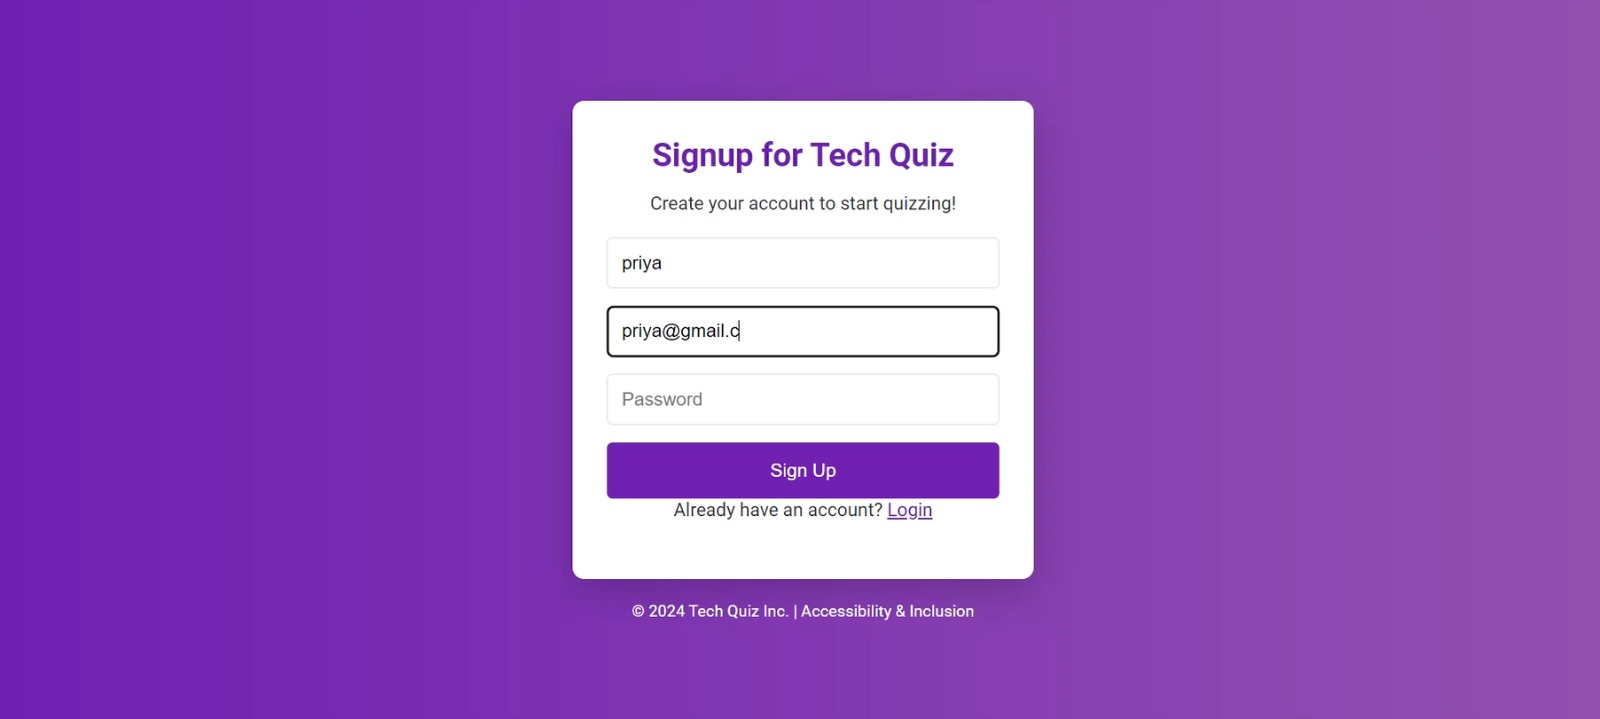 Signup for Tech Quiz
Create your account to start quizzing!
priya
priya@gmail.c
Password
Sign Up
Already have an account? Login
© 2024 Tech Quiz Inc. | Accessibility & Inclusion